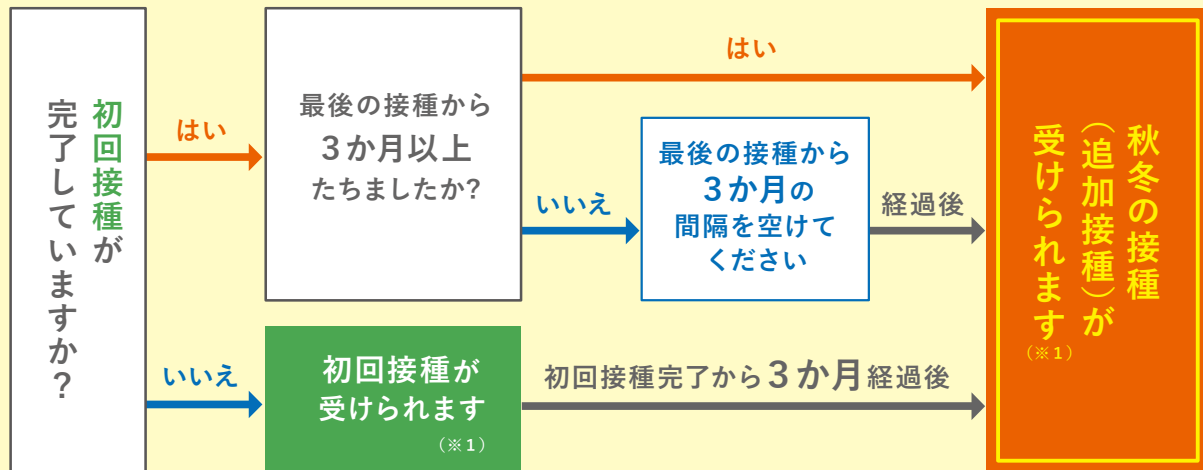 初回接種が
完了していますか？
はい
いいえ
最後の接種から
３か月以上
たちましたか?
はい
いいえ
最後の接種から
３か月の
間隔を空けて
ください
経過後
初回接種が
受けられます
（※１）
初回接種完了から３か月経過後
秋冬の接種
（追加接種）が
受けられます
（※１）